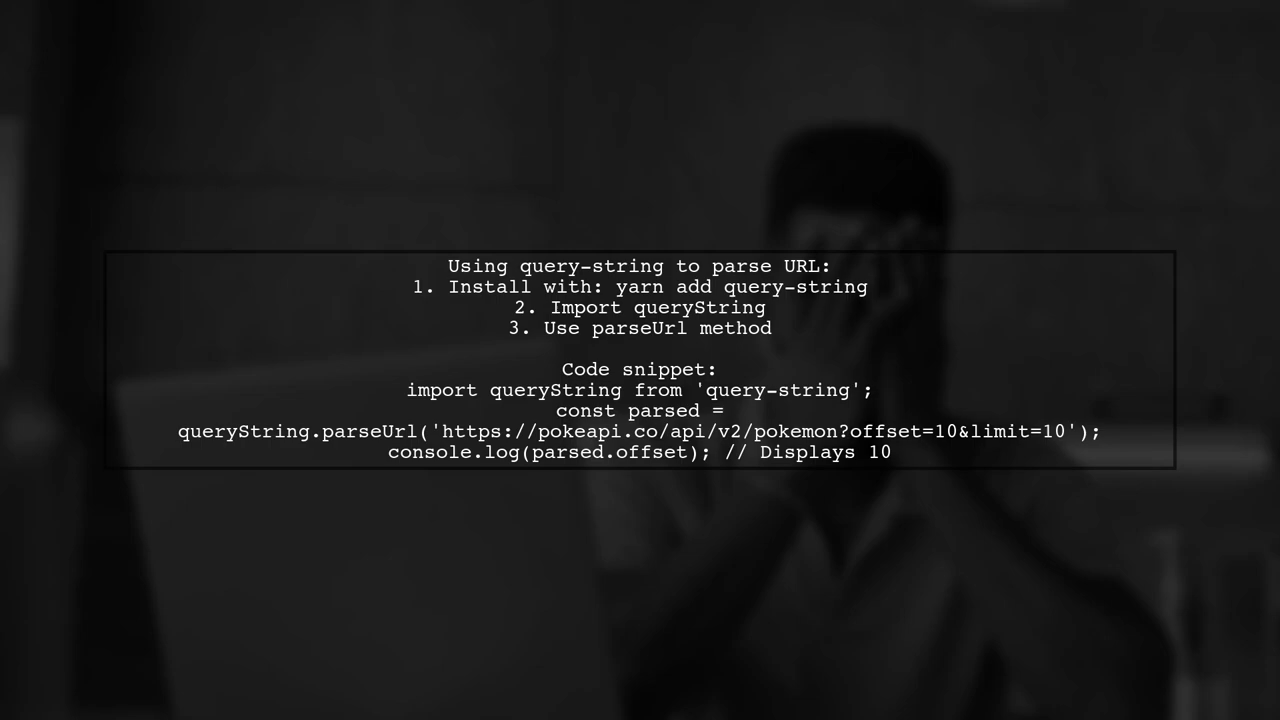 Using query-string to parse URL:
1. Install with: yarn add query-string
2. Import queryString
3. Use parseUrl method
Code snippet:
import queryString from 'query-string';
const parsed =
queryString.parseUrl('https://pokeapi.co/api/v2/pokemon?offset=10&limit=10');
console.log(parsed.offset); // Displays 10